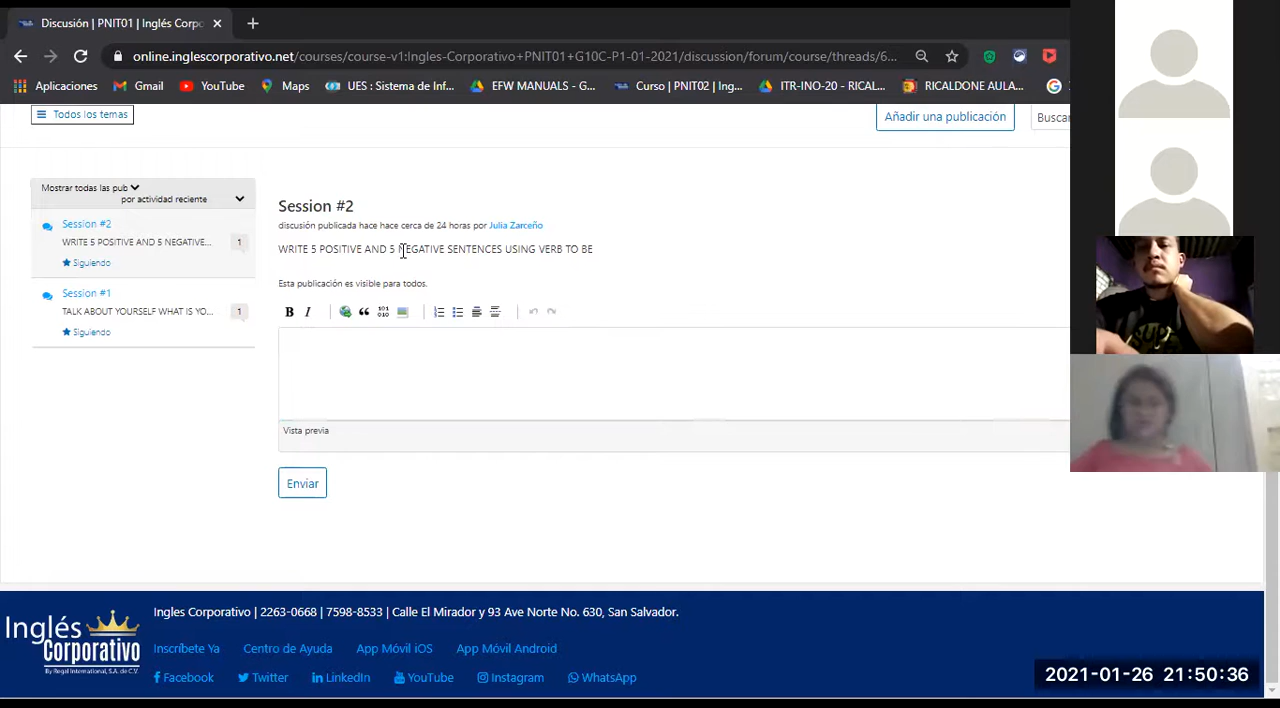 Discusión | PNIT01 | Inglés Corpo
online.inglescorporativo.net/courses/course-v1:Ingles-Corporativo+PNIT01+G10C-P1-01-2021/discussion/forum/course/threads/6...
Aplicaciones Gmail YouTube Maps UES : Sistema de Inf... EFW MANUALS - G... Curso | PNIT02 | Ing... ITR-INO-20 - RICAL... RICALDONE AULA...
Todos los temas
Añadir una publicación
Buscar
Mostrar todas las pub
por actividad reciente
Session #2
WRITE 5 POSITIVE AND 5 NEGATIVE...
1
Siguiendo
Session #1
TALK ABOUT YOURSELF WHAT IS YO...
1
Siguiendo
Session #2
discusión publicada hace hace cerca de 24 horas por Julia Zarceño
WRITE 5 POSITIVE AND 5 NEGATIVE SENTENCES USING VERB TO BE
Esta publicación es visible para todos.
B I
Vista previa
Enviar
Inglés
Corporativo
By Regal International, S.A. de C.V.
Ingles Corporativo | 2263-0668 | 7598-8533 | Calle El Mirador y 93 Ave Norte No. 630, San Salvador.
Inscríbete Ya Centro de Ayuda App Móvil iOS App Móvil Android
Facebook Twitter LinkedIn YouTube Instagram WhatsApp
2021-01-26 21:50:36